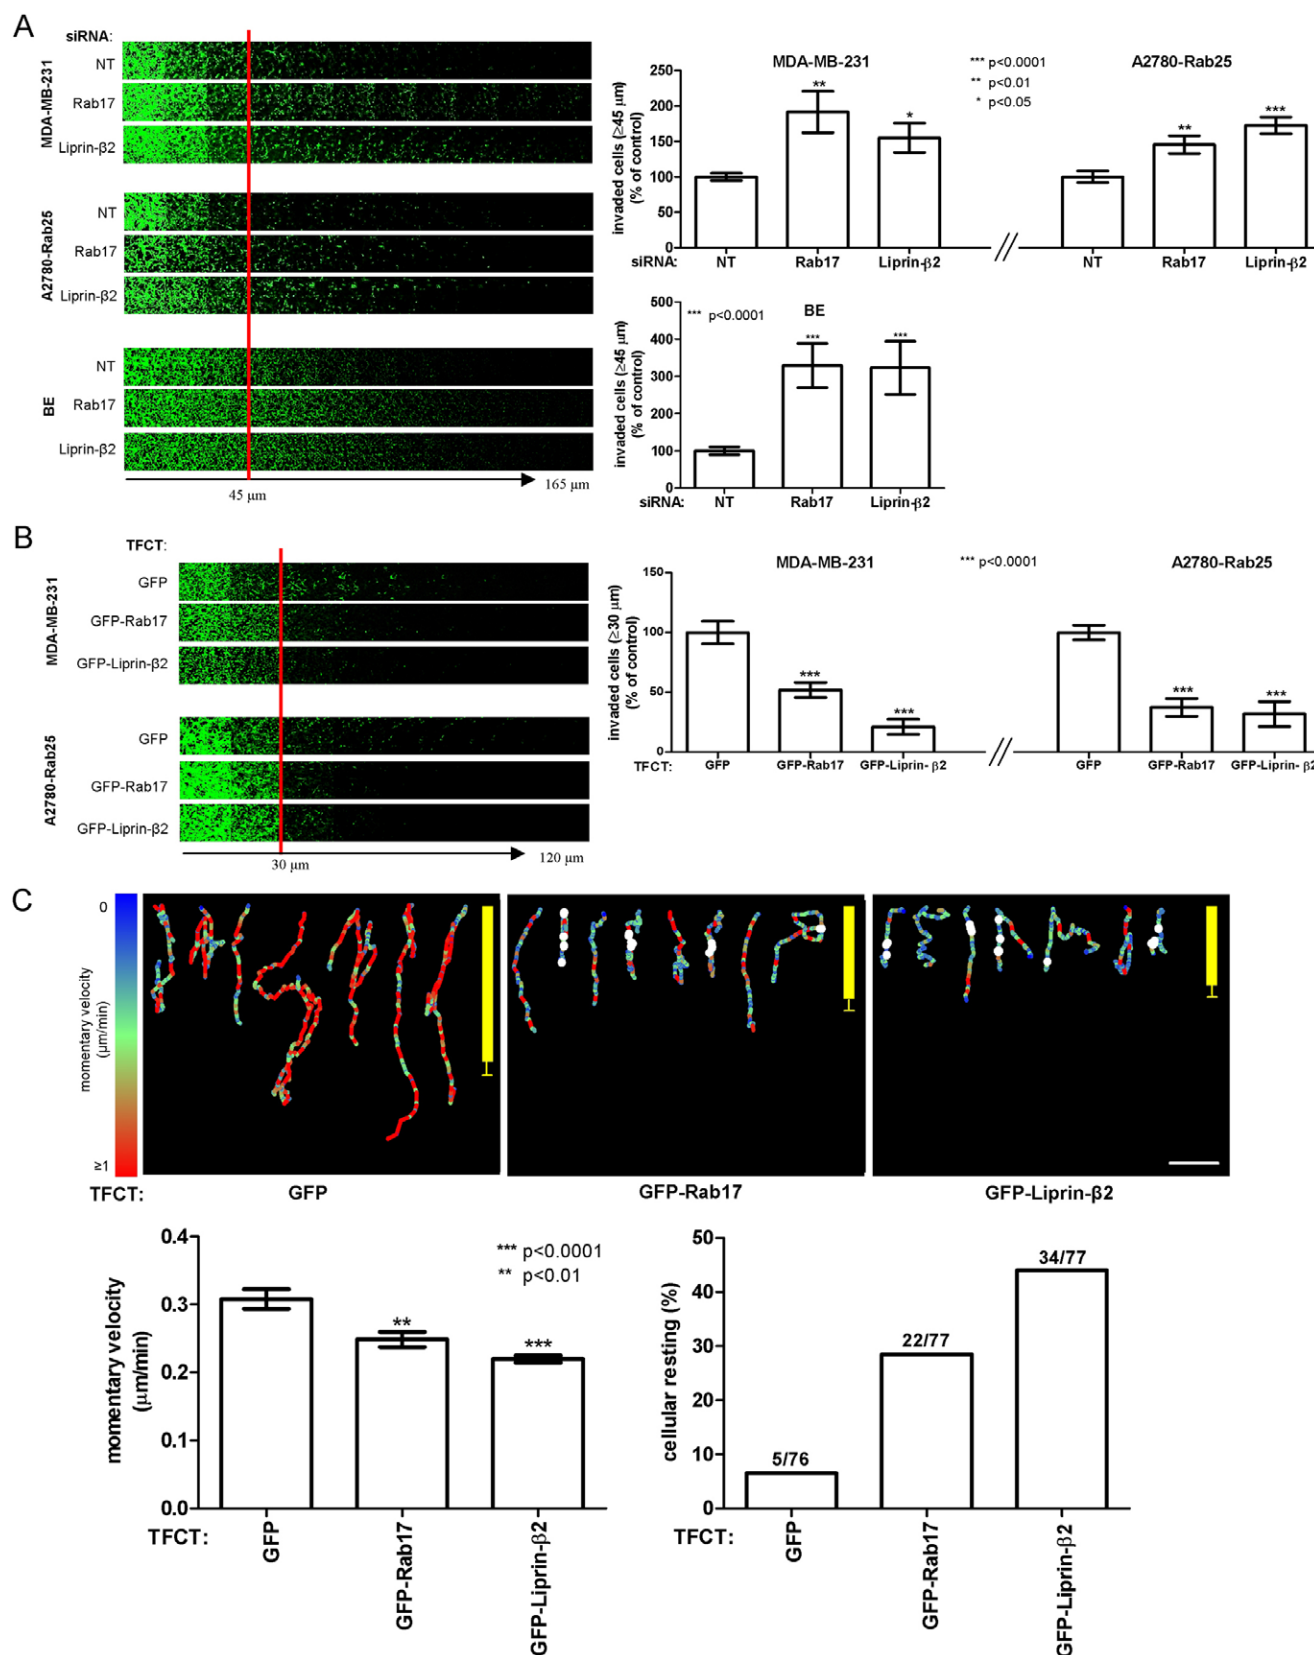 A
siRNA:
MDA-MB-231
NT
Rab17
Liprin-β2
A2780-Rab25
NT
Rab17
Liprin-β2
BE
NT
Rab17
Liprin-β2
45 µm
165 µm
MDA-MB-231
*** p<0.0001
** p<0.01
* p<0.05
A2780-Rab25
invaded cells (≥45 µm)
(% of control)
250
200
150
100
50
0
**
*
**
***
siRNA:
NT
Rab17
Liprin-β2
//
NT
Rab17
Liprin-β2
BE
*** p<0.0001
invaded cells (≥45 µm)
(% of control)
500
400
300
200
100
0
***
***
siRNA:
NT
Rab17
Liprin-β2
B
TFCT:
MDA-MB-231
GFP
GFP-Rab17
GFP-Liprin-β2
A2780-Rab25
GFP
GFP-Rab17
GFP-Liprin-β2
30 µm
120 µm
MDA-MB-231
*** p<0.0001
A2780-Rab25
invaded cells (≥30 µm)
(% of control)
150
100
50
0
***
***
***
***
TFCT:
GFP
GFP-Rab17
GFP-Liprin- β2
//
GFP
GFP-Rab17
GFP-Liprin- β2
C
0
momentary velocity
(µm/min)
≥1
TFCT:
GFP
GFP-Rab17
GFP-Liprin-β2
momentary velocity
(µm/min)
0.4
0.3
0.2
0.1
0.0
*** p<0.0001
** p<0.01
**
***
TFCT:
GFP
GFP-Rab17
GFP-Liprin-β2
cellular resting (%)
50
40
30
20
10
0
5/76
22/77
34/77
TFCT:
GFP
GFP-Rab17
GFP-Liprin-β2